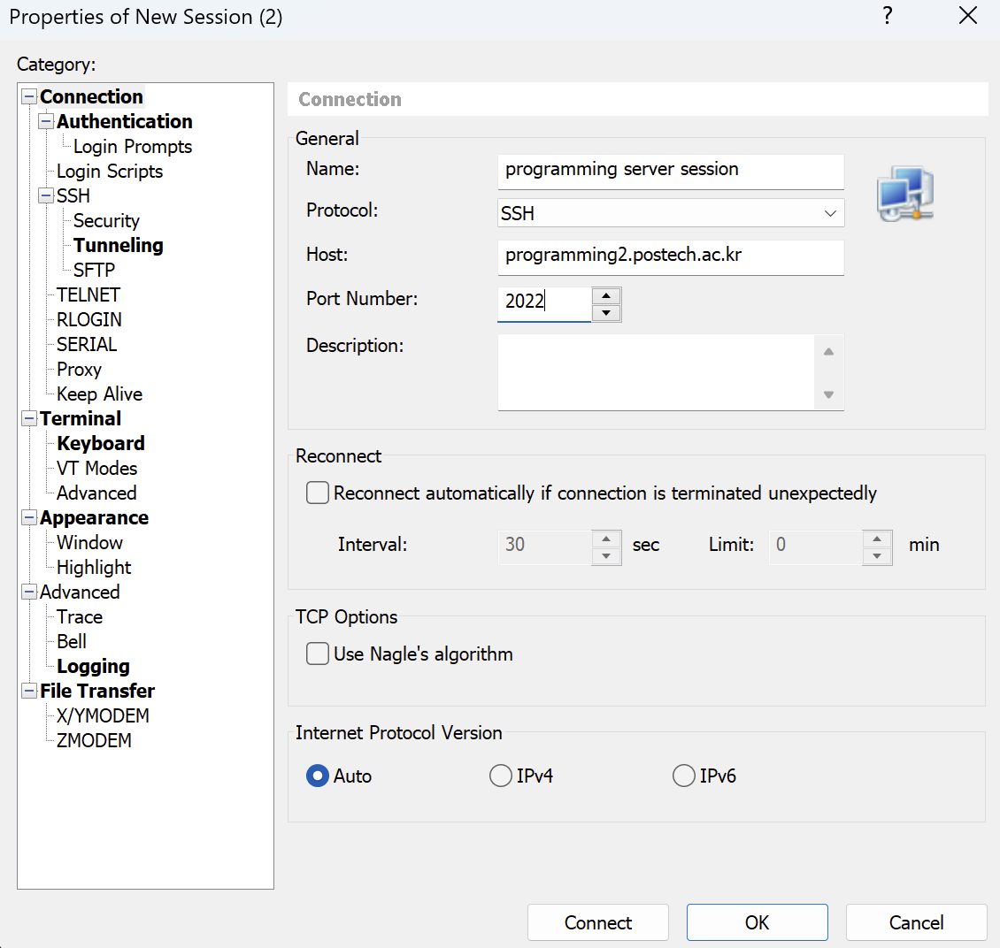 Properties of New Session (2)
?
Category:
Connection
Authentication
Login Prompts
Login Scripts
SSH
Security
Tunneling
SFTP
TELNET
RLOGIN
SERIAL
Proxy
Keep Alive
Terminal
Keyboard
VT Modes
Advanced
Appearance
Window
Highlight
Advanced
Trace
Bell
Logging
File Transfer
X/YMODEM
ZMODEM
Connection
General
Name: programming server session
Protocol: SSH
Host: programming2.postech.ac.kr
Port Number: 2022
Description:
Reconnect
Reconnect automatically if connection is terminated unexpectedly
Interval: 30 sec Limit: 0 min
TCP Options
Use Nagle's algorithm
Internet Protocol Version
Auto IPv4 IPv6
Connect OK Cancel